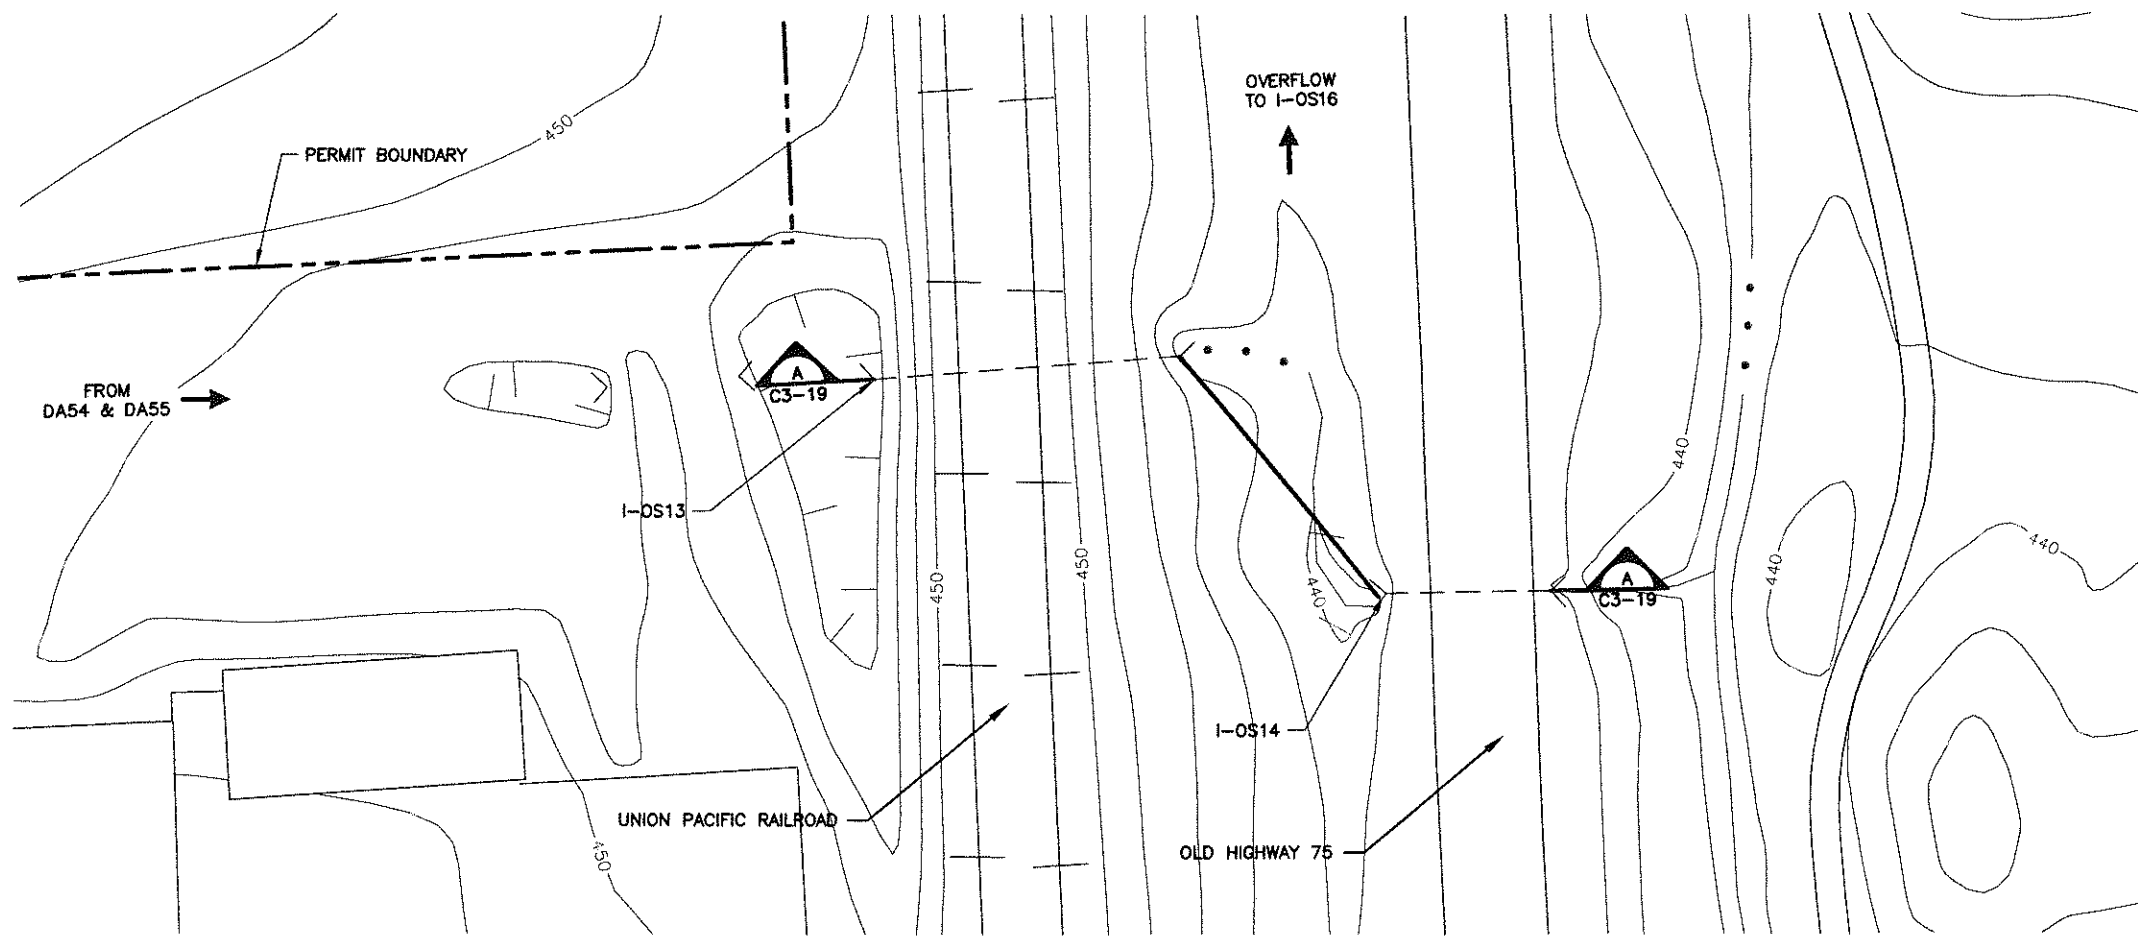 OVERFLOW
TO I-OS16
450
PERMIT BOUNDARY
FROM
DA54 & DA55
A
C3-19
I-OS13
440
440
450
450
440
440
A
C3-19
I-OS14
UNION PACIFIC RAILROAD
OLD HIGHWAY 75
450